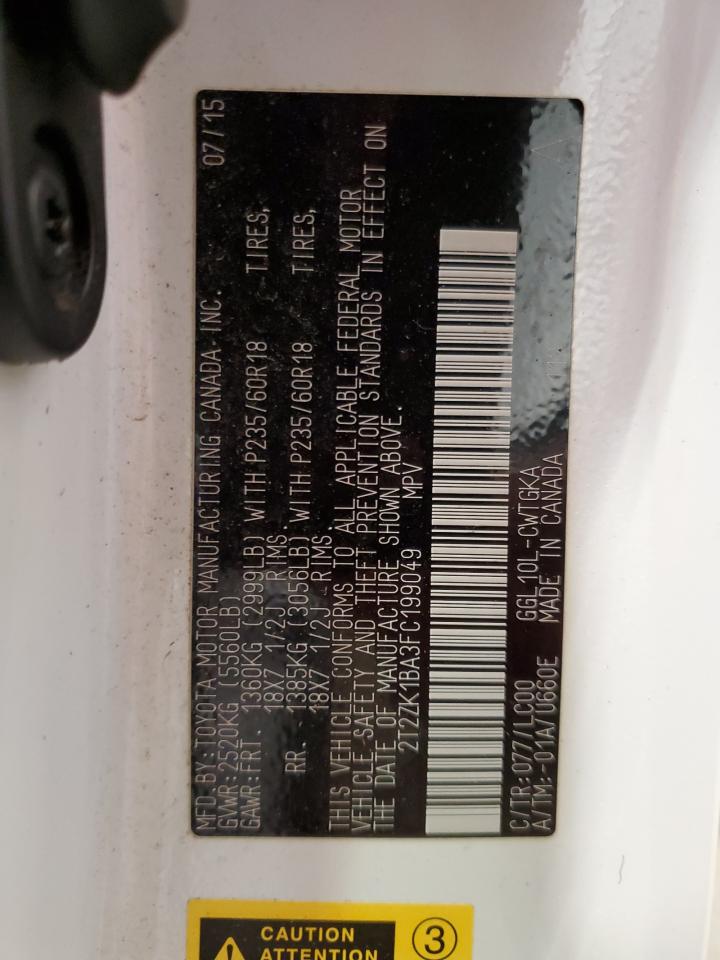 MFD.BY:TOYOTA MOTOR MANUFACTURING CANADA INC. 07/15
GVWR:2520KG (5560LB)
GAWR:FRT. 1360KG (2999LB) WITH P235/60R18 TIRES,
18X7 1/2J RIMS
RR. 1385KG (3056LB) WITH P235/60R18 TIRES,
18X7 1/2J RIMS.
THIS VEHICLE CONFORMS TO ALL APPLICABLE FEDERAL MOTOR
VEHICLE SAFETY AND THEFT PREVENTION STANDARDS IN EFFECT ON
THE DATE OF MANUFACTURE SHOWN ABOVE.
2T2ZK1BA3FC199049 MPV
C/TR:077/LC00 GGL10L-CWTGKA
A/TM:-01A/U660E MADE IN CANADA
CAUTION
ATTENTION
3